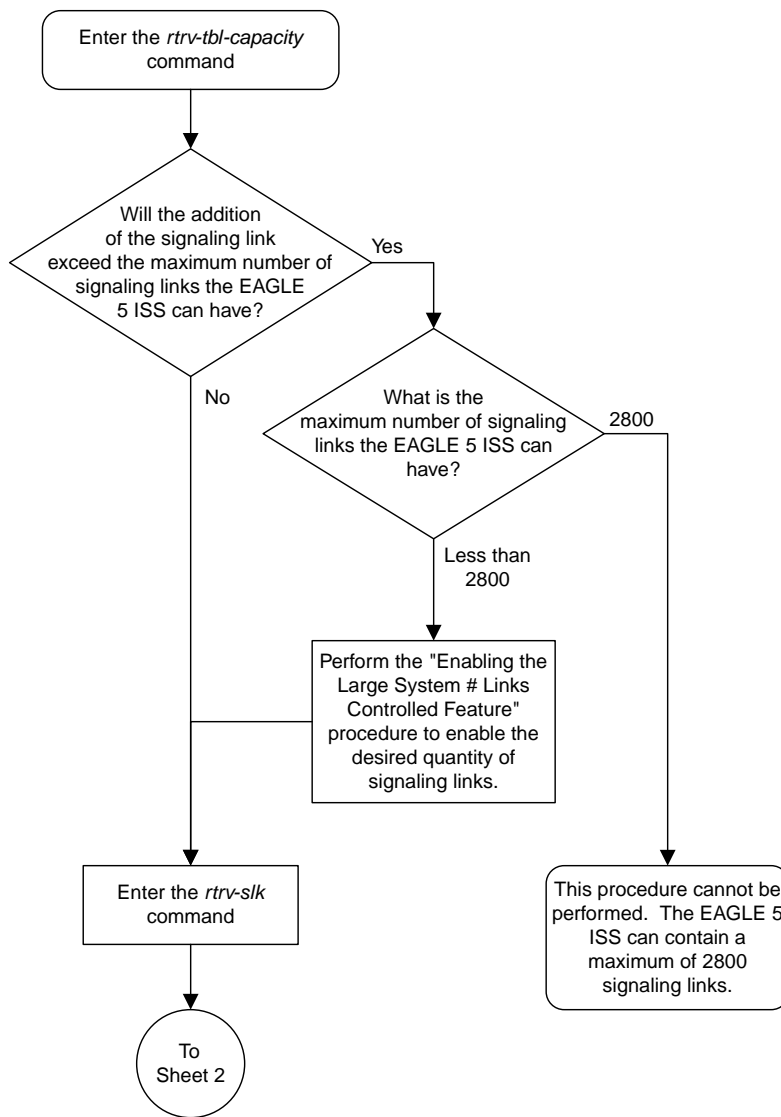 Enter the rtrv-tbl-capacity
command
Will the addition
of the signaling link
exceed the maximum number of
signaling links the EAGLE
5 ISS can have?
Yes
No
What is the
maximum number of signaling
links the EAGLE 5 ISS can
have?
2800
Less than
2800
Perform the "Enabling the
Large System # Links
Controlled Feature"
procedure to enable the
desired quantity of
signaling links.
Enter the rtrv-slk
command
This procedure cannot be
performed.  The EAGLE 5
ISS can contain a
maximum of 2800
signaling links.
To
Sheet 2